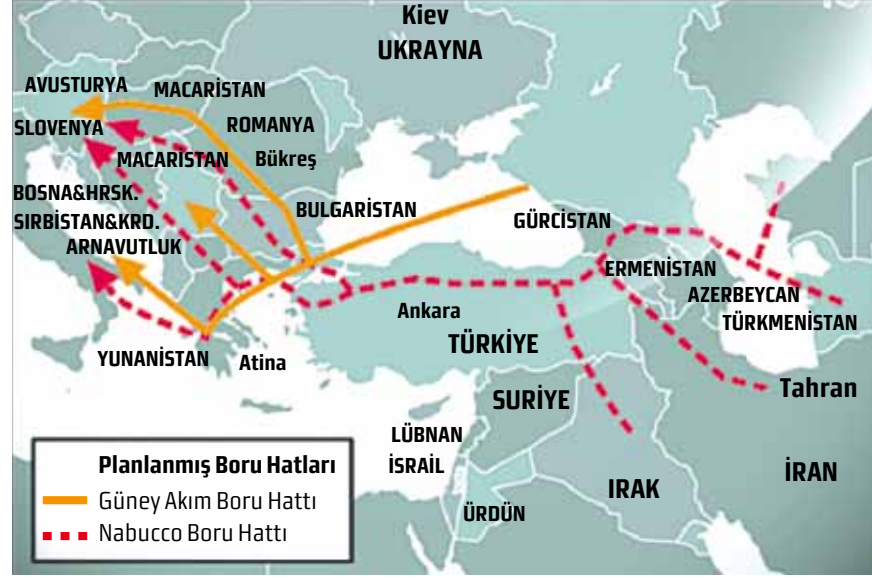 Kiev
UKRAYNA
AVUSTURYA
MACARİSTAN
SLOVENYA
ROMANYA
MACARİSTAN
Bükreş
BOSNA&HRSK.
BULGARİSTAN
SIRBİSTAN&KRD.
GÜRCİSTAN
ARNAVUTLUK
ERMENİSTAN
AZERBEYCAN
Ankara
TÜRKMENİSTAN
TÜRKİYE
YUNANİSTAN
Atina
Tahran
SURİYE
LÜBNAN
İSRAİL
İRAN
IRAK
ÜRDÜN
Planlanmış Boru Hatları
Güney Akım Boru Hattı
Nabucco Boru Hattı